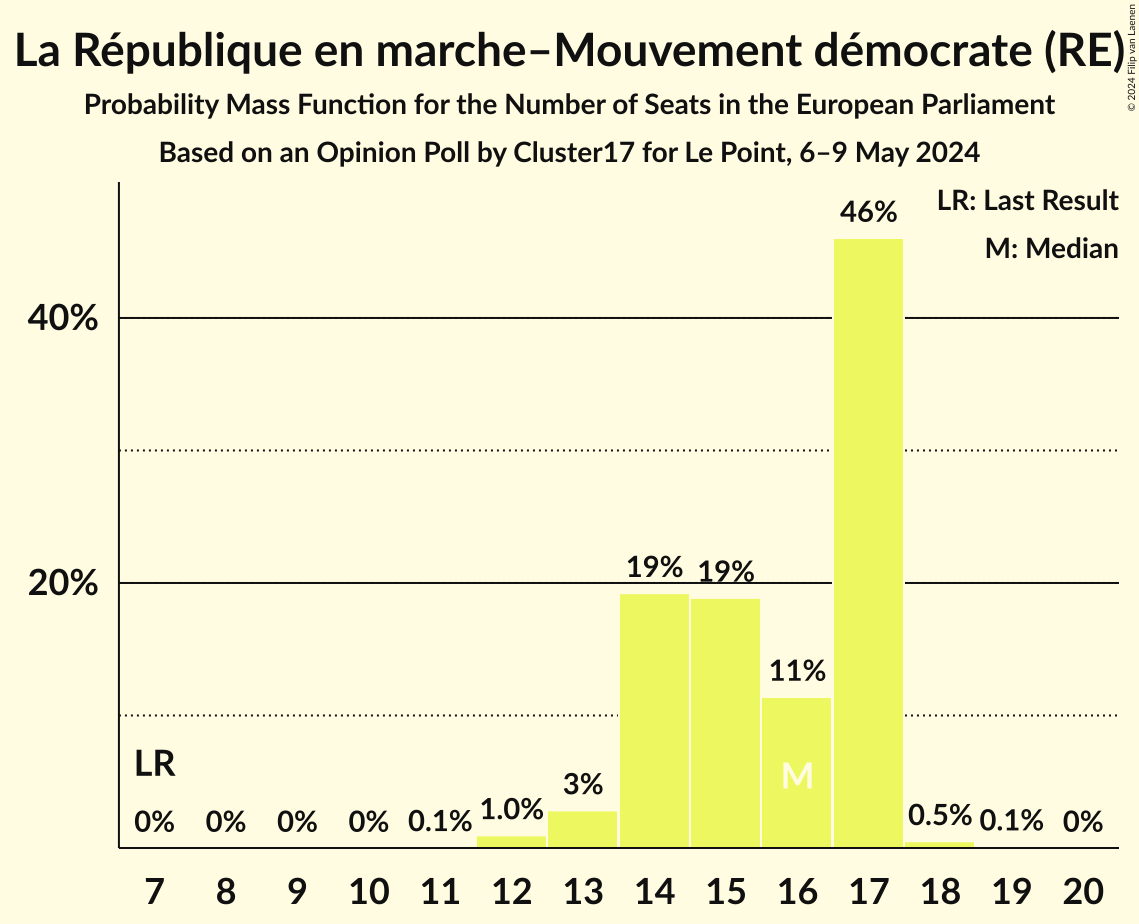 La République en marche–Mouvement démocrate (RE)
© 2024 Filip van Laenen
Probability Mass Function for the Number of Seats in the European Parliament
Based on an Opinion Poll by Cluster17 for Le Point, 6–9 May 2024
LR: Last Result
M: Median
46%
40%
20%
19% 19%
11%
M
LR
0% 0% 0% 0% 0.1% 1.0% 3% 0.5% 0.1% 0%
7 8 9 10 11 12 13 14 15 16 17 18 19 20